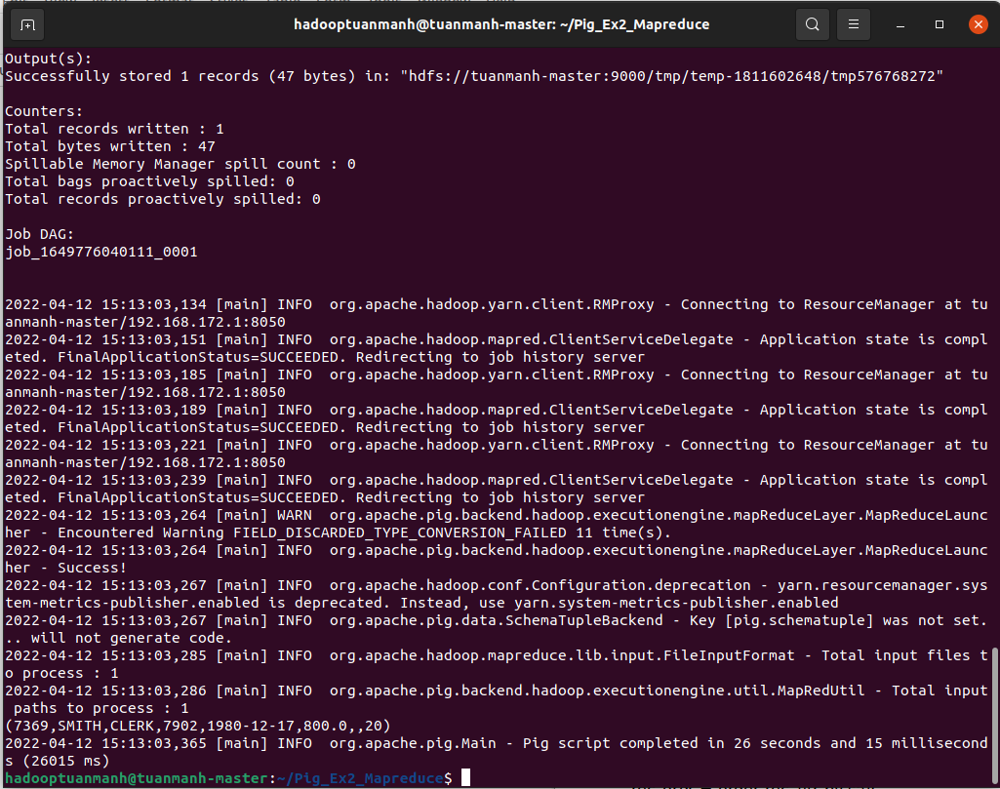 hadooptuanmanh@tuanmanh-master: ~/Pig_Ex2_Mapreduce
Output(s):
Successfully stored 1 records (47 bytes) in: "hdfs://tuanmanh-master:9000/tmp/temp-1811602648/tmp576768272"
Counters:
Total records written : 1
Total bytes written : 47
Spillable Memory Manager spill count : 0
Total bags proactively spilled: 0
Total records proactively spilled: 0
Job DAG:
job_1649776040111_0001
2022-04-12 15:13:03,134 [main] INFO  org.apache.hadoop.yarn.client.RMProxy - Connecting to ResourceManager at tu
anmanh-master/192.168.172.1:8050
2022-04-12 15:13:03,151 [main] INFO  org.apache.hadoop.mapred.ClientServiceDelegate - Application state is compl
eted. FinalApplicationStatus=SUCCEEDED. Redirecting to job history server
2022-04-12 15:13:03,185 [main] INFO  org.apache.hadoop.yarn.client.RMProxy - Connecting to ResourceManager at tu
anmanh-master/192.168.172.1:8050
2022-04-12 15:13:03,189 [main] INFO  org.apache.hadoop.mapred.ClientServiceDelegate - Application state is compl
eted. FinalApplicationStatus=SUCCEEDED. Redirecting to job history server
2022-04-12 15:13:03,221 [main] INFO  org.apache.hadoop.yarn.client.RMProxy - Connecting to ResourceManager at tu
anmanh-master/192.168.172.1:8050
2022-04-12 15:13:03,239 [main] INFO  org.apache.hadoop.mapred.ClientServiceDelegate - Application state is compl
eted. FinalApplicationStatus=SUCCEEDED. Redirecting to job history server
2022-04-12 15:13:03,264 [main] WARN  org.apache.pig.backend.hadoop.executionengine.mapReduceLayer.MapReduceLaunc
her - Encountered Warning FIELD_DISCARDED_TYPE_CONVERSION_FAILED 11 time(s).
2022-04-12 15:13:03,264 [main] INFO  org.apache.pig.backend.hadoop.executionengine.mapReduceLayer.MapReduceLaunc
her - Success!
2022-04-12 15:13:03,267 [main] INFO  org.apache.hadoop.conf.Configuration.deprecation - yarn.resourcemanager.sys
tem-metrics-publisher.enabled is deprecated. Instead, use yarn.system-metrics-publisher.enabled
2022-04-12 15:13:03,267 [main] INFO  org.apache.pig.data.SchemaTupleBackend - Key [pig.schematuple] was not set.
.. will not generate code.
2022-04-12 15:13:03,285 [main] INFO  org.apache.hadoop.mapreduce.lib.input.FileInputFormat - Total input files t
o process : 1
2022-04-12 15:13:03,286 [main] INFO  org.apache.pig.backend.hadoop.executionengine.util.MapRedUtil - Total input
 paths to process : 1
(7369,SMITH,CLERK,7902,1980-12-17,800.0,,20)
2022-04-12 15:13:03,365 [main] INFO  org.apache.pig.Main - Pig script completed in 26 seconds and 15 millisecond
s (26015 ms)
hadooptuanmanh@tuanmanh-master:~/Pig_Ex2_Mapreduce$